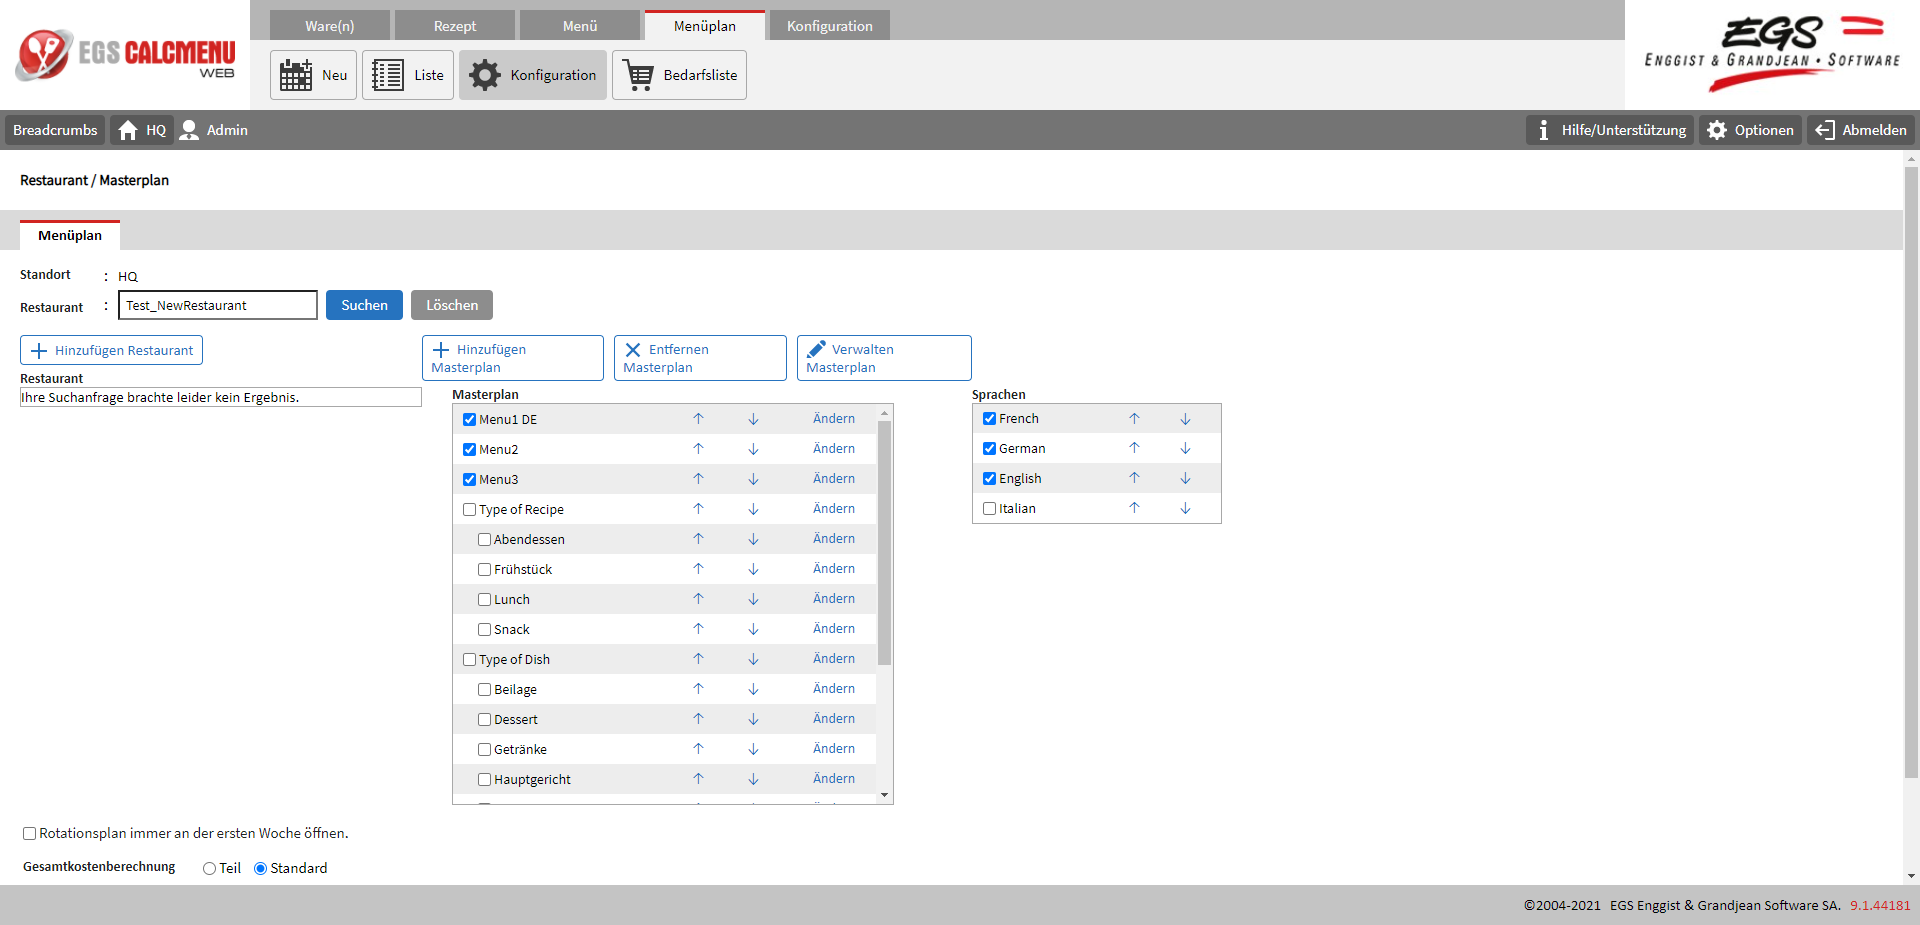 EGS CALCMENU
WEB
Ware(n)
Rezept
Menü
Menüplan
Konfiguration
Neu
Liste
Konfiguration
Bedarfsliste
EGS
ENGGIST & GRANDJEAN • SOFTWARE
Breadcrumbs
HQ
Admin
Hilfe/Unterstützung
Optionen
Abmelden
Restaurant / Masterplan
Menüplan
Standort : HQ
Restaurant : Test_NewRestaurant
Suchen
Löschen
Hinzufügen Restaurant
Hinzufügen
Masterplan
Entfernen
Masterplan
Verwalten
Masterplan
Restaurant
Ihre Suchanfrage brachte leider kein Ergebnis.
Masterplan
Menu1 DE Ändern
Menu2 Ändern
Menu3 Ändern
Type of Recipe Ändern
Abendessen Ändern
Frühstück Ändern
Lunch Ändern
Snack Ändern
Type of Dish Ändern
Beilage Ändern
Dessert Ändern
Getränke Ändern
Hauptgericht Ändern
Sprachen
French
German
English
Italian
Rotationsplan immer an der ersten Woche öffnen.
Gesamtkostenberechnung Teil Standard
©2004-2021 EGS Enggist & Grandjean Software SA. 9.1.44181